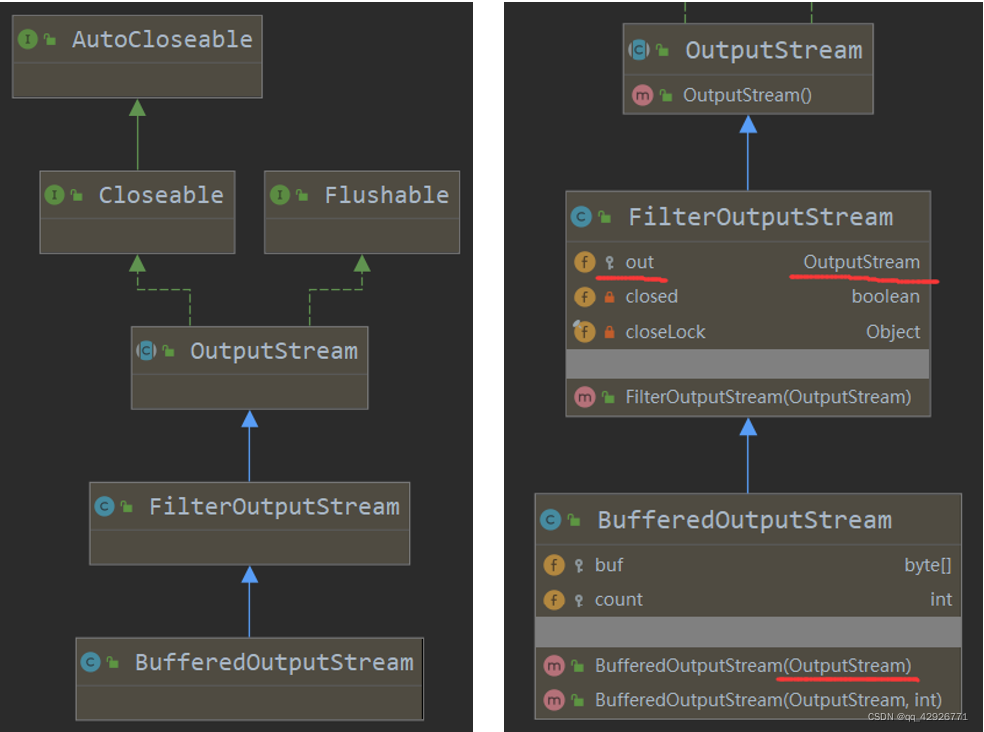 AutoCloseable
Closeable
Flushable
OutputStream
FilterOutputStream
BufferedOutputStream
OutputStream
OutputStream()
FilterOutputStream
out OutputStream
closed boolean
closeLock Object
FilterOutputStream(OutputStream)
BufferedOutputStream
buf byte[]
count int
BufferedOutputStream(OutputStream)
BufferedOutputStream(OutputStream, int)
CSDN @qq_42926771